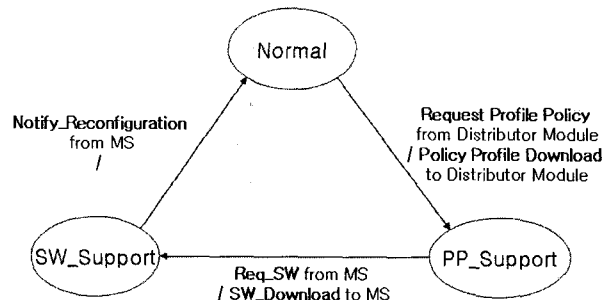 Normal
Notify_Reconfiguration
from MS
/
Request Profile Policy
from Distributor Module
/ Policy Profile Download
to Distributor Module
SW_Support
PP_Support
Req_SW from MS
/ SW_Download to MS